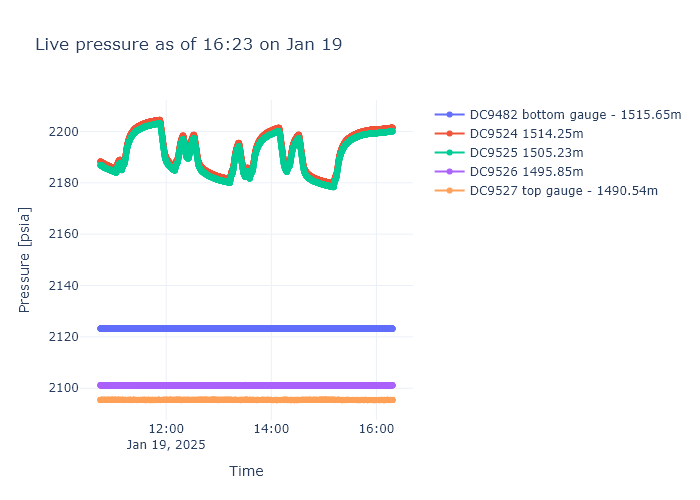 Live pressure as of 16:23 on Jan 19
DC9482 bottom gauge - 1515.65m
DC9524 1514.25m
DC9525 1505.23m
DC9526 1495.85m
DC9527 top gauge - 1490.54m
Pressure [psia]
2200
2180
2160
2140
2120
2100
12:00
Jan 19, 2025
14:00
16:00
Time